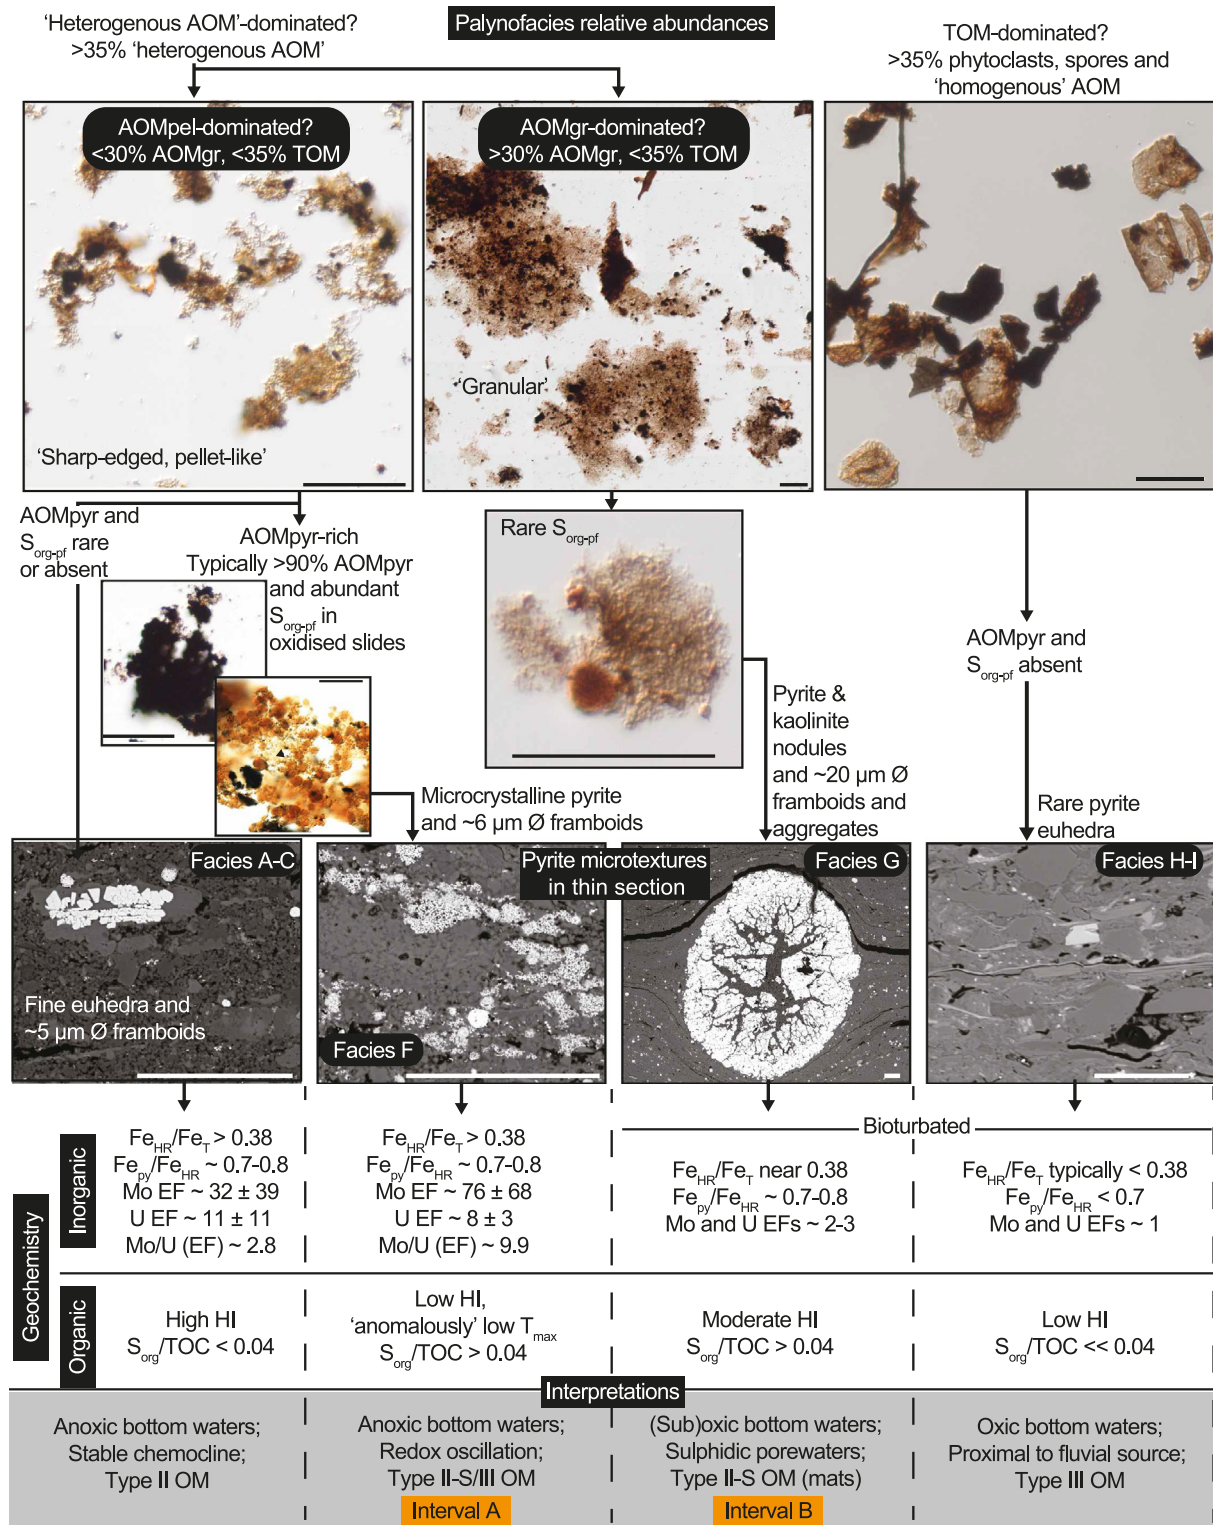 'Heterogenous AOM'-dominated?
>35% 'heterogenous AOM'
Palynofacies relative abundances
TOM-dominated?
>35% phytoclasts, spores and
'homogenous' AOM
AOMpel-dominated?
<30% AOMgr, <35% TOM
AOMgr-dominated?
>30% AOMgr, <35% TOM
'Sharp-edged, pellet-like'
'Granular'
AOMpyr and
Sorg-pf rare
or absent
AOMpyr-rich
Typically >90% AOMpyr
and abundant
Sorg-pf in
oxidised slides
Rare Sorg-pf
AOMpyr and
Sorg-pf absent
Pyrite &
kaolinite
nodules
and ~20 µm Ø
framboids and
aggregates
Microcrystalline pyrite
and ~6 µm Ø framboids
Rare pyrite
euhedra
Facies A-C
Fine euhedra and
~5 µm Ø framboids
Facies F
Pyrite microtextures
in thin section
Facies G
Facies H-I
Geochemistry
Inorganic
FeHR/FeT > 0.38
Fepy/FeHR ~ 0.7-0.8
Mo EF ~ 32 ± 39
U EF ~ 11 ± 11
Mo/U (EF) ~ 2.8
FeHR/FeT > 0.38
Fepy/FeHR ~ 0.7-0.8
Mo EF ~ 76 ± 68
U EF ~ 8 ± 3
Mo/U (EF) ~ 9.9
Bioturbated
FeHR/FeT near 0.38
Fepy/FeHR ~ 0.7-0.8
Mo and U EFs ~ 2-3
FeHR/FeT typically < 0.38
Fepy/FeHR < 0.7
Mo and U EFs ~ 1
Organic
High HI
Sorg/TOC < 0.04
Low HI,
'anomalously' low Tmax
Sorg/TOC > 0.04
Moderate HI
Sorg/TOC > 0.04
Low HI
Sorg/TOC << 0.04
Interpretations
Anoxic bottom waters;
Stable chemocline;
Type II OM
Anoxic bottom waters;
Redox oscillation;
Type II-S/III OM
Interval A
(Sub)oxic bottom waters;
Sulphidic porewaters;
Type II-S OM (mats)
Interval B
Oxic bottom waters;
Proximal to fluvial source;
Type III OM